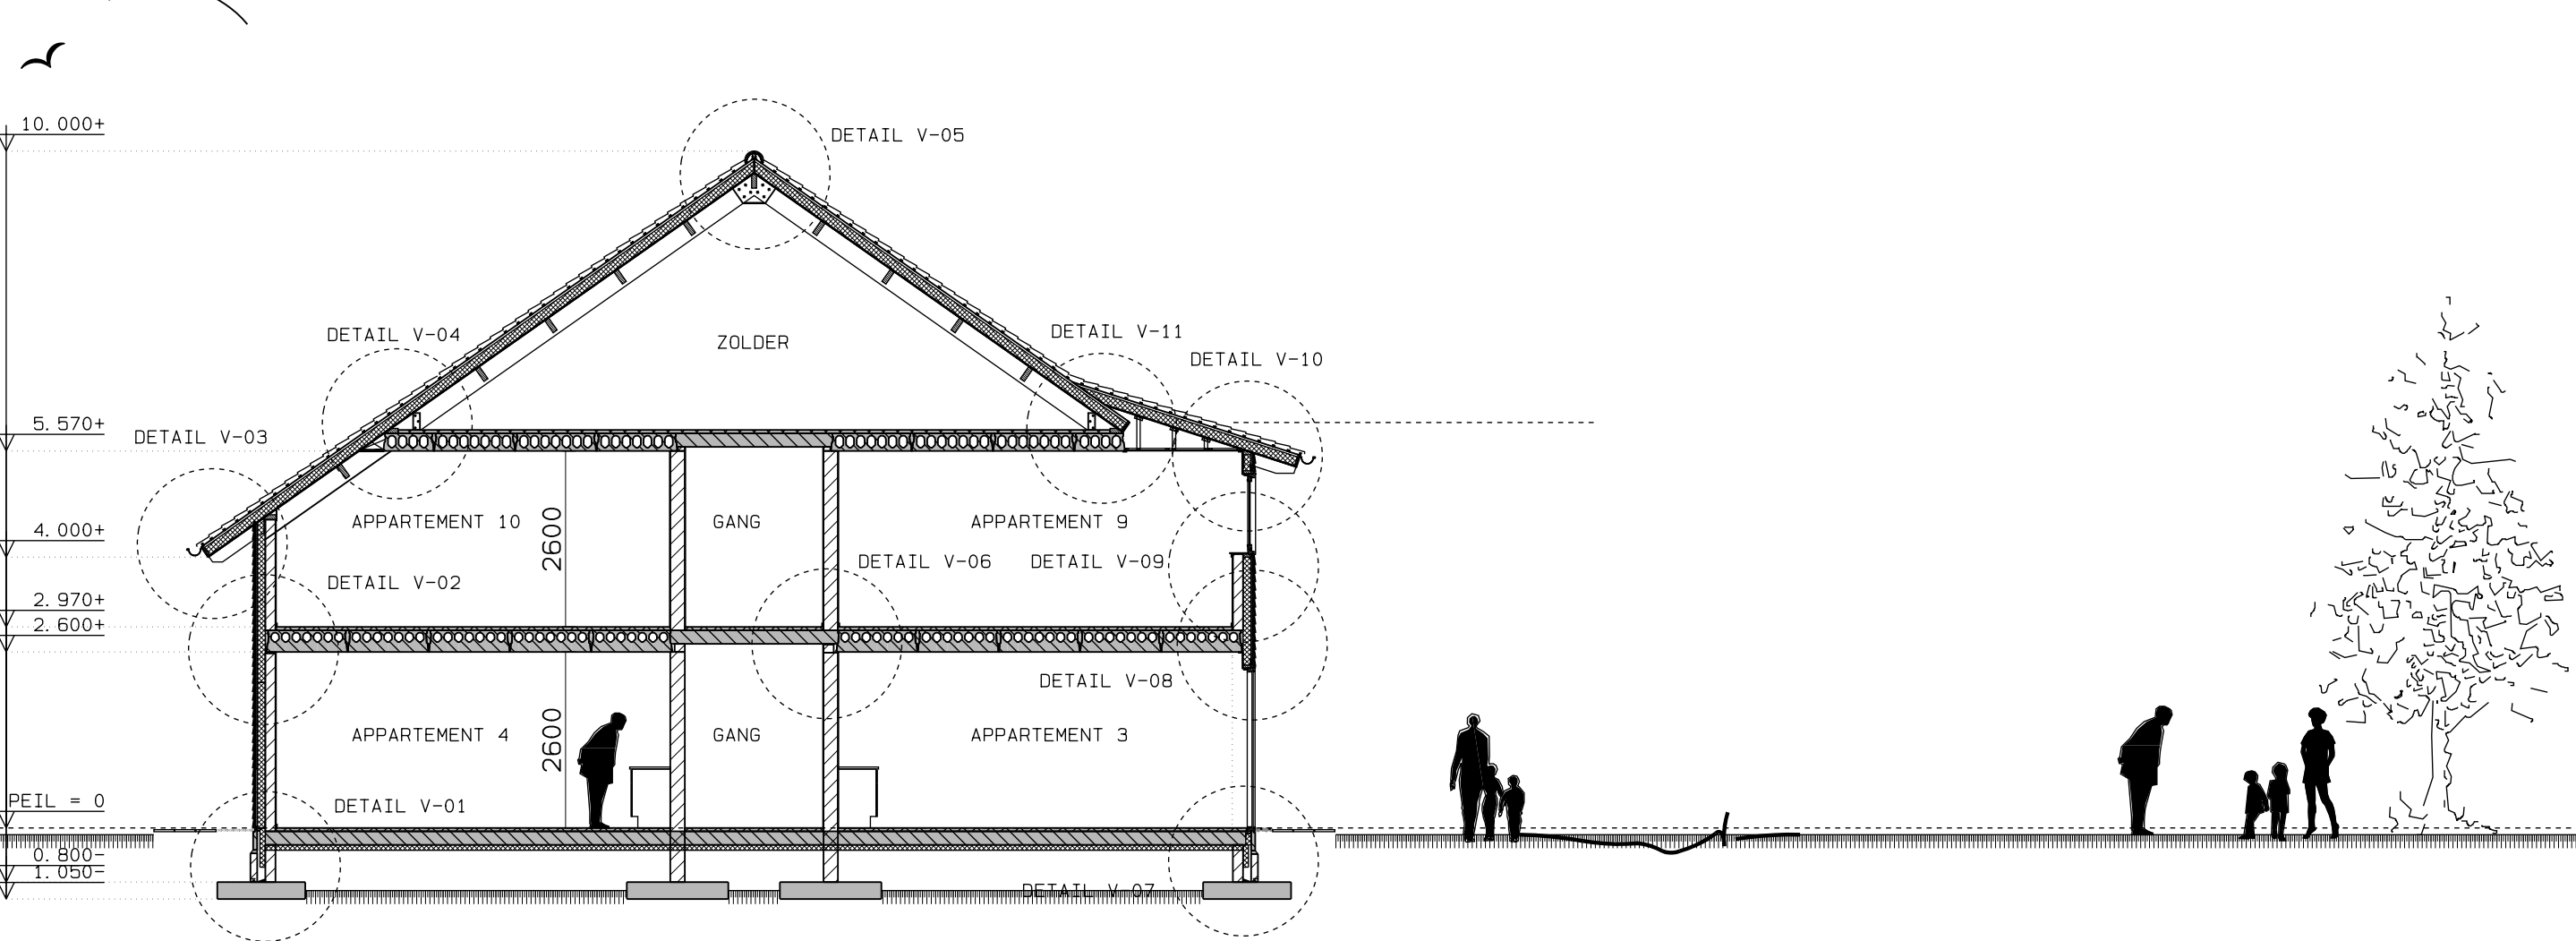 10.000+
DETAIL V-05
DETAIL V-04
ZOLDER
DETAIL V-11
DETAIL V-10
5.570+
DETAIL V-03
4.000+
APPARTEMENT 10
2600
GANG
APPARTEMENT 9
DETAIL V-02
DETAIL V-06
DETAIL V-09
2.970+
2.600+
DETAIL V-08
APPARTEMENT 4
2600
GANG
APPARTEMENT 3
PEIL = 0
DETAIL V-01
0.800-
1.050-
DETAIL V-07